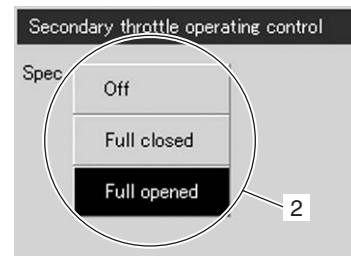 Secondary throttle operating control
Spec
Off
Full closed
Full opened
2